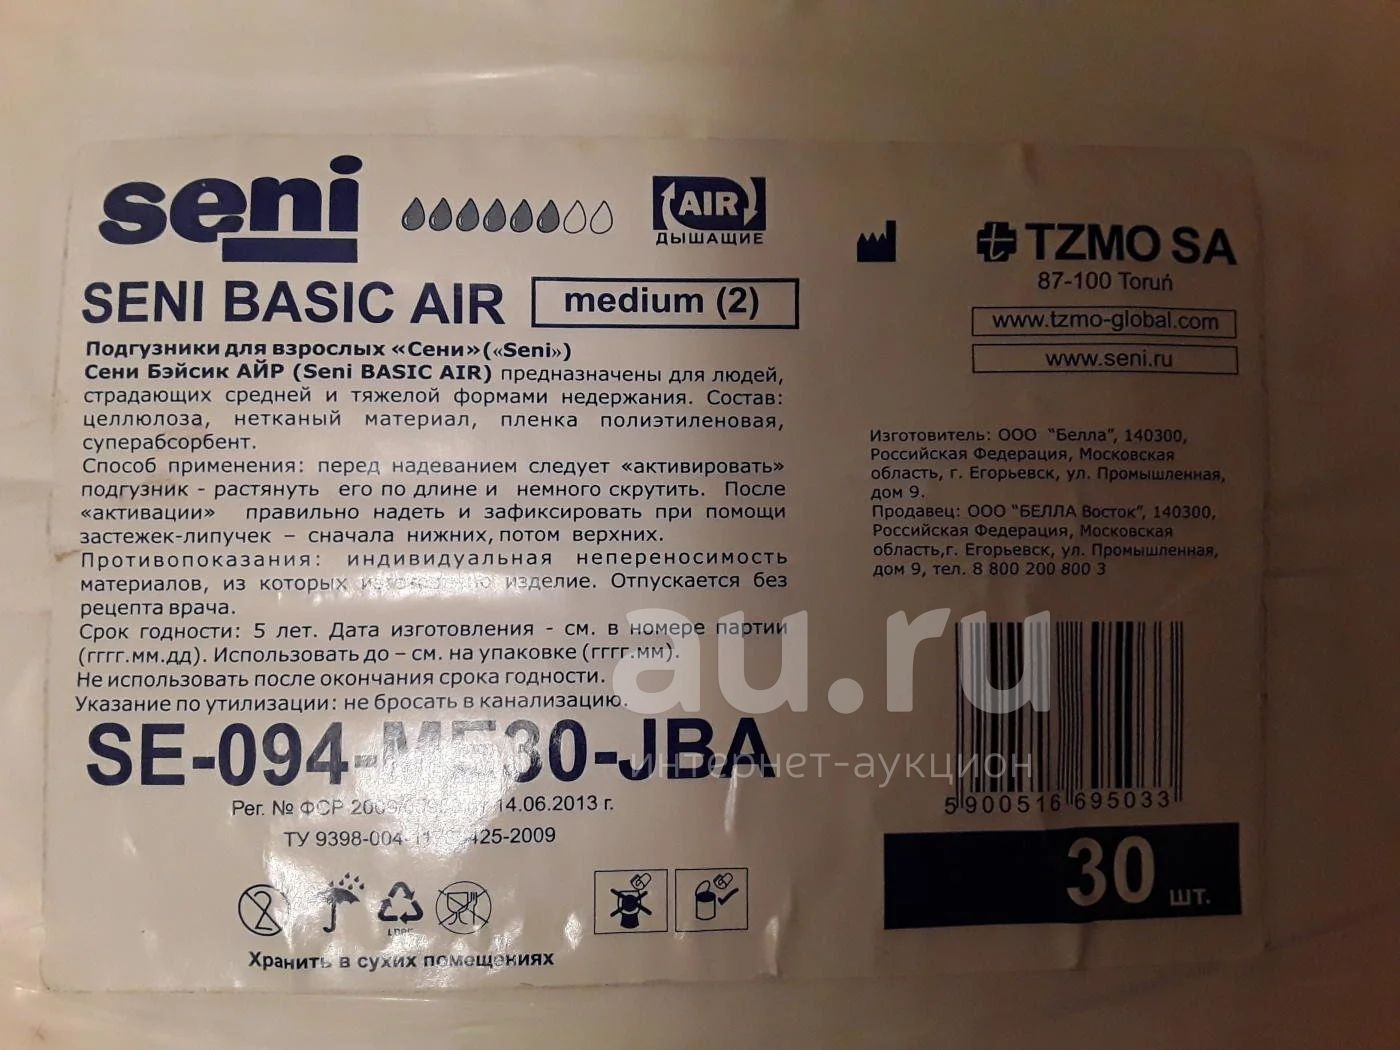 seni
AIR
ДЫШАЩИЕ
SENI BASIC AIR
medium (2)
Подгузники для взрослых «Сени»(«Seni»)
Сени Бэйсик АЙР (Seni BASIC AIR) предназначены для людей,
страдающих средней и тяжелой формами недержания. Состав:
целлюлоза, нетканый материал, пленка полиэтиленовая,
суперабсорбент.
Способ применения: перед надеванием следует «активировать»
подгузник - растянуть его по длине и немного скрутить. После
«активации» правильно надеть и зафиксировать при помощи
застежек-липучек – сначала нижних, потом верхних.
Противопоказания: индивидуальная непереносимость
материалов, из которых изделие. Отпускается без
рецепта врача.
Срок годности: 5 лет. Дата изготовления - см. в номере партии
(гггг.мм.дд). Использовать до – см. на упаковке (гггг.мм).
Не использовать после окончания срока годности.
Указание по утилизации: не бросать в канализацию.
SE-094-ME30-JBA
Рег. № ФСР 14.06.2013 г.
ТУ 9398-004-
Хранить в сухих помещениях
TZMO SA
87-100 Toruń
www.tzmo-global.com
www.seni.ru
Изготовитель: ООО "Белла", 140300,
Российская Федерация, Московская
область, г. Егорьевск, ул. Промышленная,
дом 9.
Продавец: ООО "БЕЛЛА Восток", 140300,
Российская Федерация, Московская
область,г. Егорьевск, ул. Промышленная,
дом 9, тел. 8 800 200 800 3
5 900516 695033
30 шт.
au.ru
интернет-аукцион